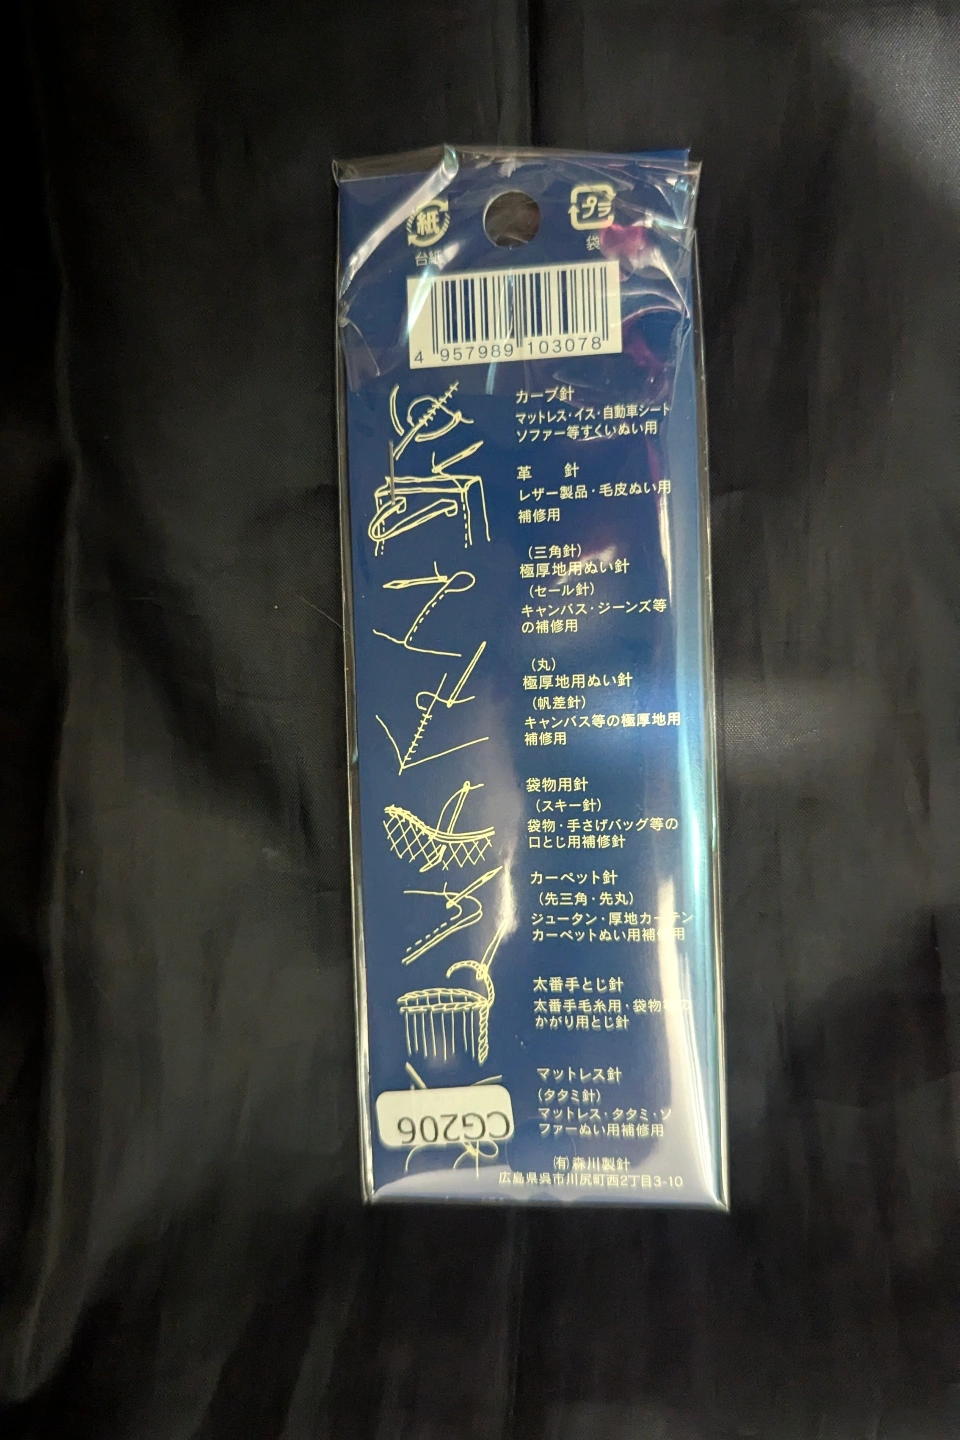 紙
プラ
台紙
袋
4 957989 103078
カーブ針
マットレス・イス・自動車シート
ソファー等すくいぬい用
革 針
レザー製品・毛皮ぬい用
補修用
（三角針）
極厚地用ぬい針
（セール針）
キャンバス・ジーンズ等
の補修用
（丸）
極厚地用ぬい針
（帆差針）
キャンバス等の極厚地用
補修用
袋物用針
（スキー針）
袋物・手さげバッグ等の
口とじ用補修針
カーペット針
（先三角・先丸）
ジュータン・厚地カーテン
カーペットぬい用補修用
太番手とじ針
太番手毛糸用・袋物等の
かがり用とじ針
マットレス針
（タタミ針）
マットレス・タタミ・ソ
ファーぬい用補修用
CG206
㈲森川製針
広島県呉市川尻町西2丁目3-10